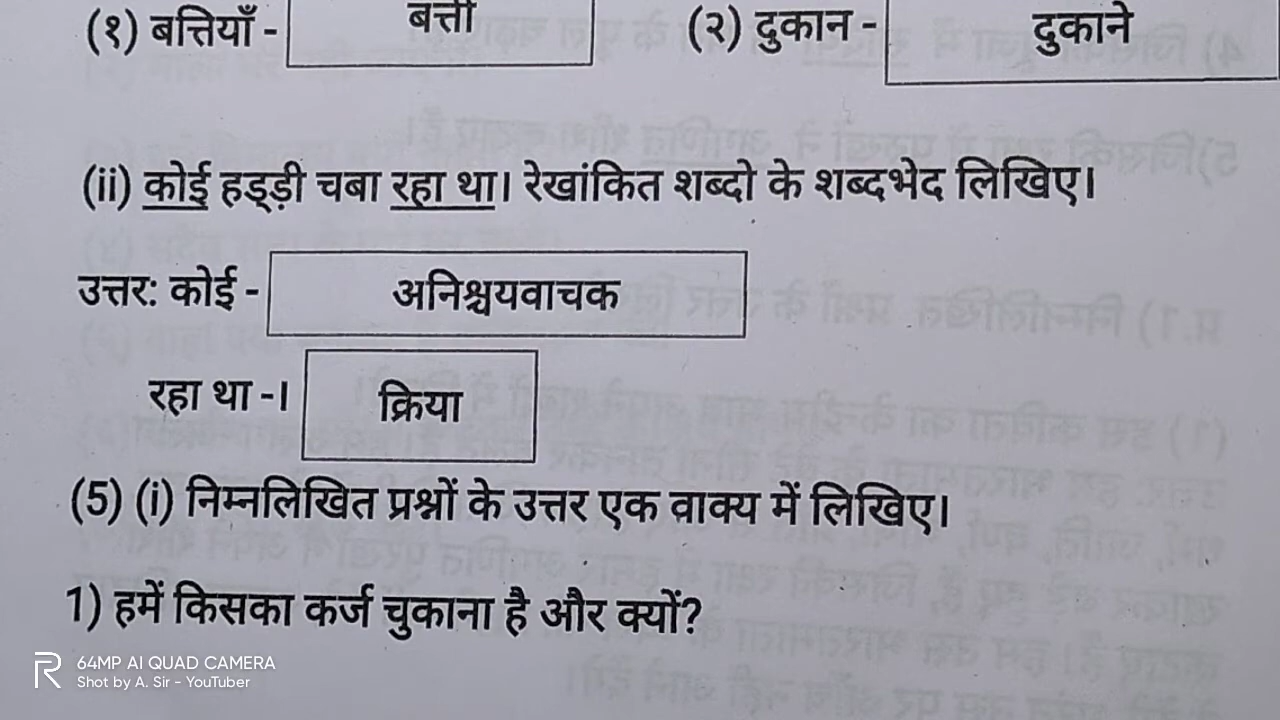 (१) बत्तियाँ - बत्ती (२) दुकान - दुकाने
(ii) कोई हड्ड़ी चबा रहा था। रेखांकित शब्दो के शब्दभेद लिखिए।
उत्तर: कोई - अनिश्चयवाचक
रहा था -। क्रिया
(5) (i) निम्नलिखित प्रश्नों के उत्तर एक वाक्य में लिखिए।
1) हमें किसका कर्ज चुकाना है और क्यों?
64MP AI QUAD CAMERA
Shot by A. Sir - YouTuber